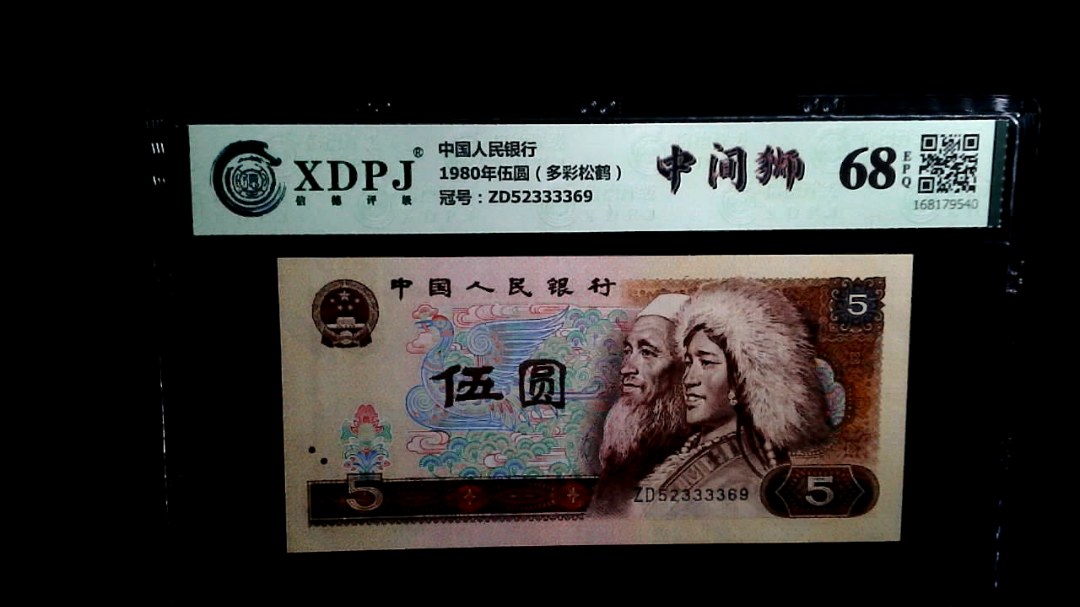 XDPJ®
信德评级
中国人民银行
1980年伍圆（多彩松鹤）
冠号：ZD52333369
中间狮
68
EPQ
168179540
中国人民银行
5
伍圆
5
ZD52333369
5